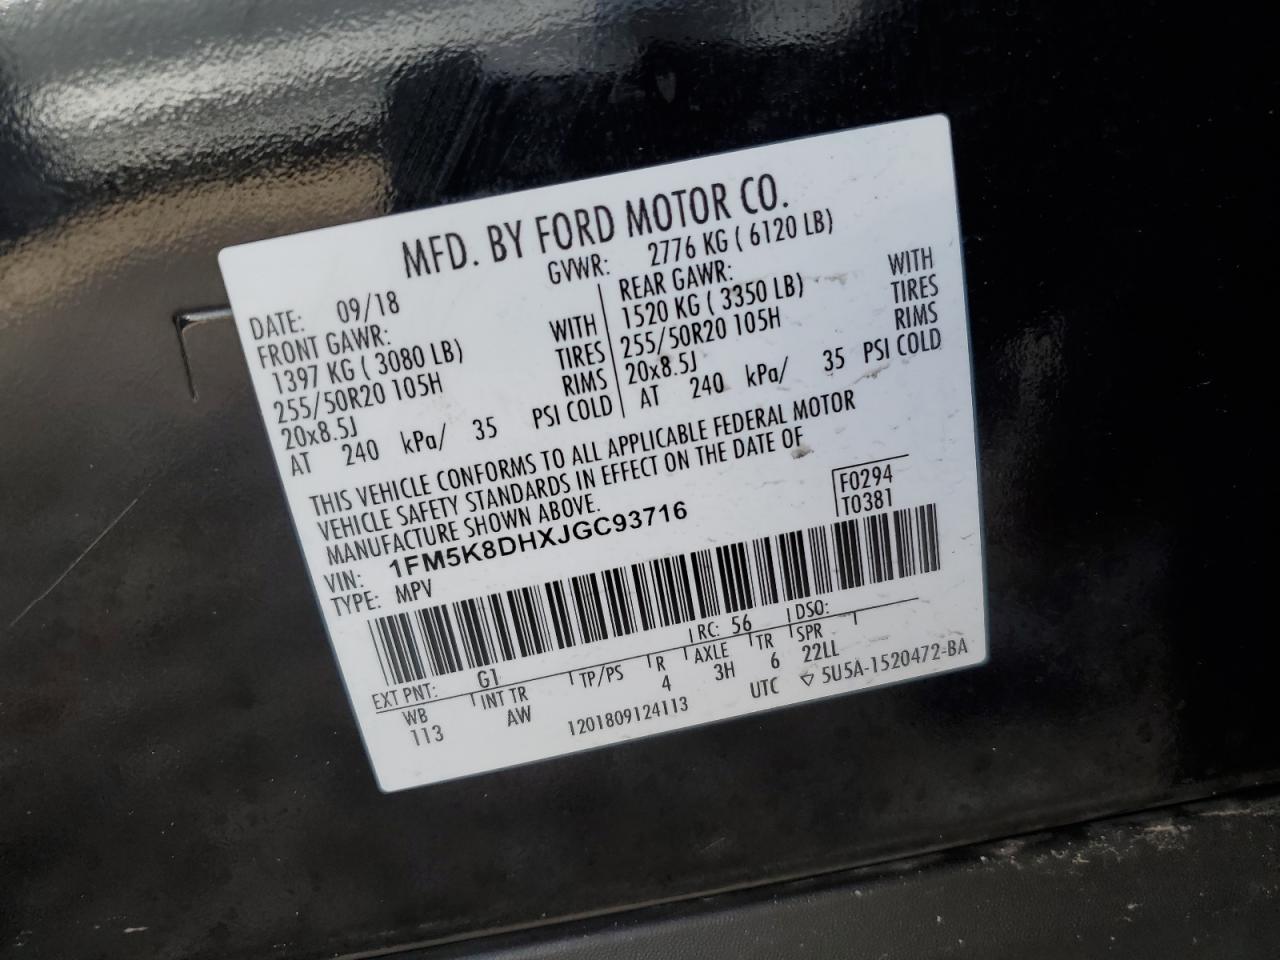 MFD. BY FORD MOTOR CO.
DATE: 09/18 GVWR: 2776 KG ( 6120 LB)
FRONT GAWR:
1397 KG ( 3080 LB) WITH
255/50R20 105H TIRES
20x8.5J RIMS
AT 240 kPa/ 35 PSI COLD
REAR GAWR:
1520 KG ( 3350 LB) WITH
255/50R20 105H TIRES
20x8.5J RIMS
AT 240 kPa/ 35 PSI COLD
THIS VEHICLE CONFORMS TO ALL APPLICABLE FEDERAL MOTOR
VEHICLE SAFETY STANDARDS IN EFFECT ON THE DATE OF
MANUFACTURE SHOWN ABOVE.
VIN: 1FM5K8DHXJGC93716
TYPE: MPV
F0294
T0381
EXT PNT: G1 RC: 56 DSO:
WB INT TR TP/PS R AXLE TR SPR
113 AW 4 3H 6 22LL
1201809124113 UTC 5U5A-1520472-BA